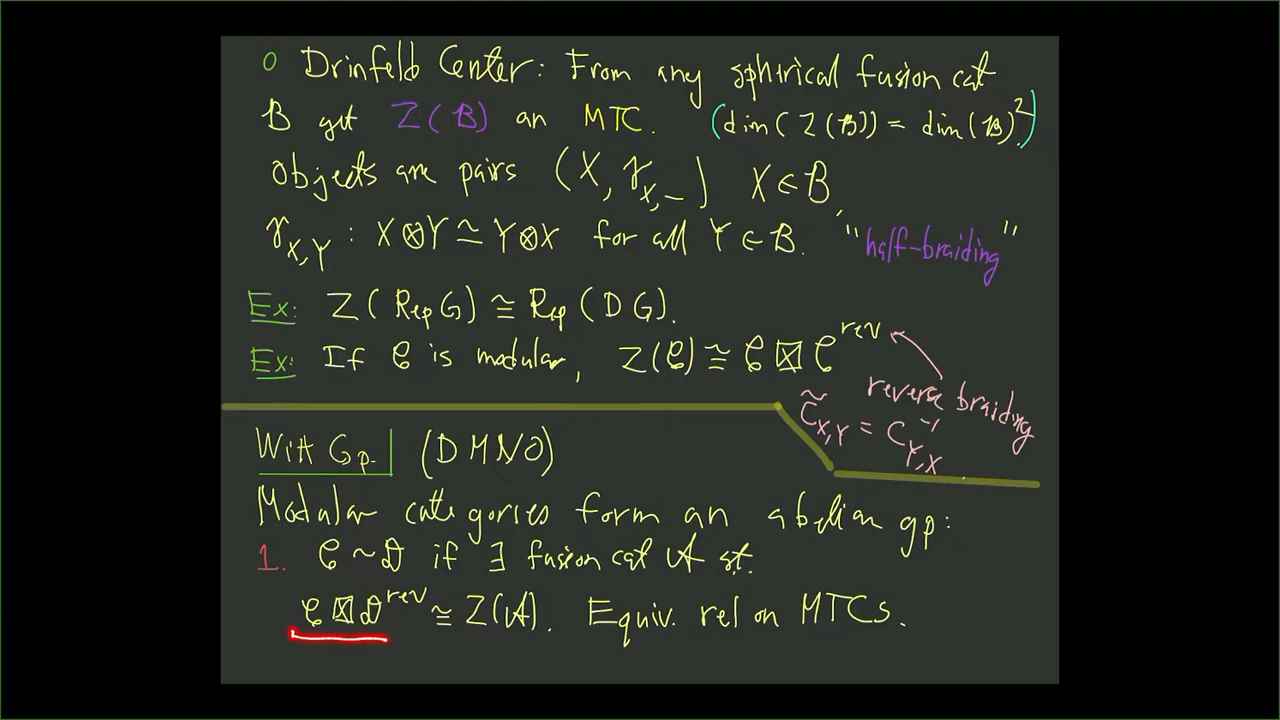 o Drinfeld Center: From any spherical fusion cat
B get Z(B) an MTC. (dim(Z(B)) = dim(B)².)
Objects are pairs (X, γ_{X,−}) X ∈ B,
γ_{X,Y} : X⊗Y ≃ Y⊗X for all Y ∈ B. "half-braiding"
Ex: Z(Rep G) ≅ Rep(DG).
Ex: If C is modular, Z(C) ≅ C ⊠ C^{rev}
reverse braiding
c̃_{X,Y} = c^{-1}_{Y,X}
Witt Gp. (DMNO)
Modular categories form an abelian gp:
1. C ~ D if ∃ fusion cat A st.
C ⊠ D^{rev} ≅ Z(A). Equiv. rel on MTCs.